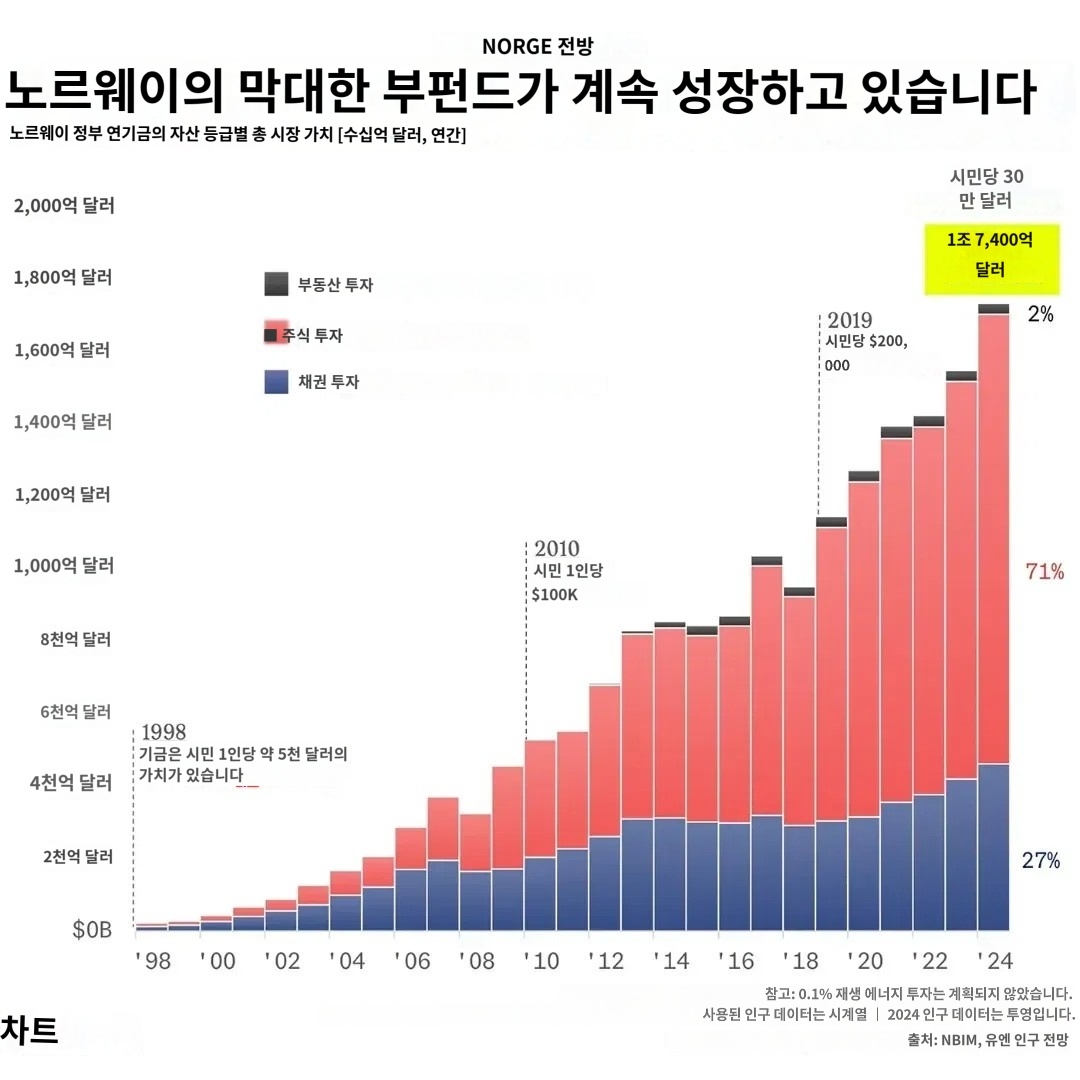 NORGE 전방
노르웨이의 막대한 부펀드가 계속 성장하고 있습니다
노르웨이 정부 연기금의 자산 등급별 총 시장 가치 [수십억 달러, 연간]
시민당 30
만 달러
1조 7,400억
달러
2,000억 달러
1,800억 달러
1,600억 달러
1,400억 달러
1,200억 달러
1,000억 달러
8천억 달러
6천억 달러
4천억 달러
2천억 달러
$0B
부동산 투자
주식 투자
채권 투자
1998
기금은 시민 1인당 약 5천 달러의
가치가 있습니다
2010
시민 1인당
$100K
2019
시민당 $200,
000
2%
71%
27%
'98 '00 '02 '04 '06 '08 '10 '12 '14 '16 '18 '20 '22 '24
참고: 0.1% 재생 에너지 투자는 계획되지 않았습니다.
사용된 인구 데이터는 시계열 | 2024 인구 데이터는 투영입니다.
출처: NBIM, 유엔 인구 전망
차트